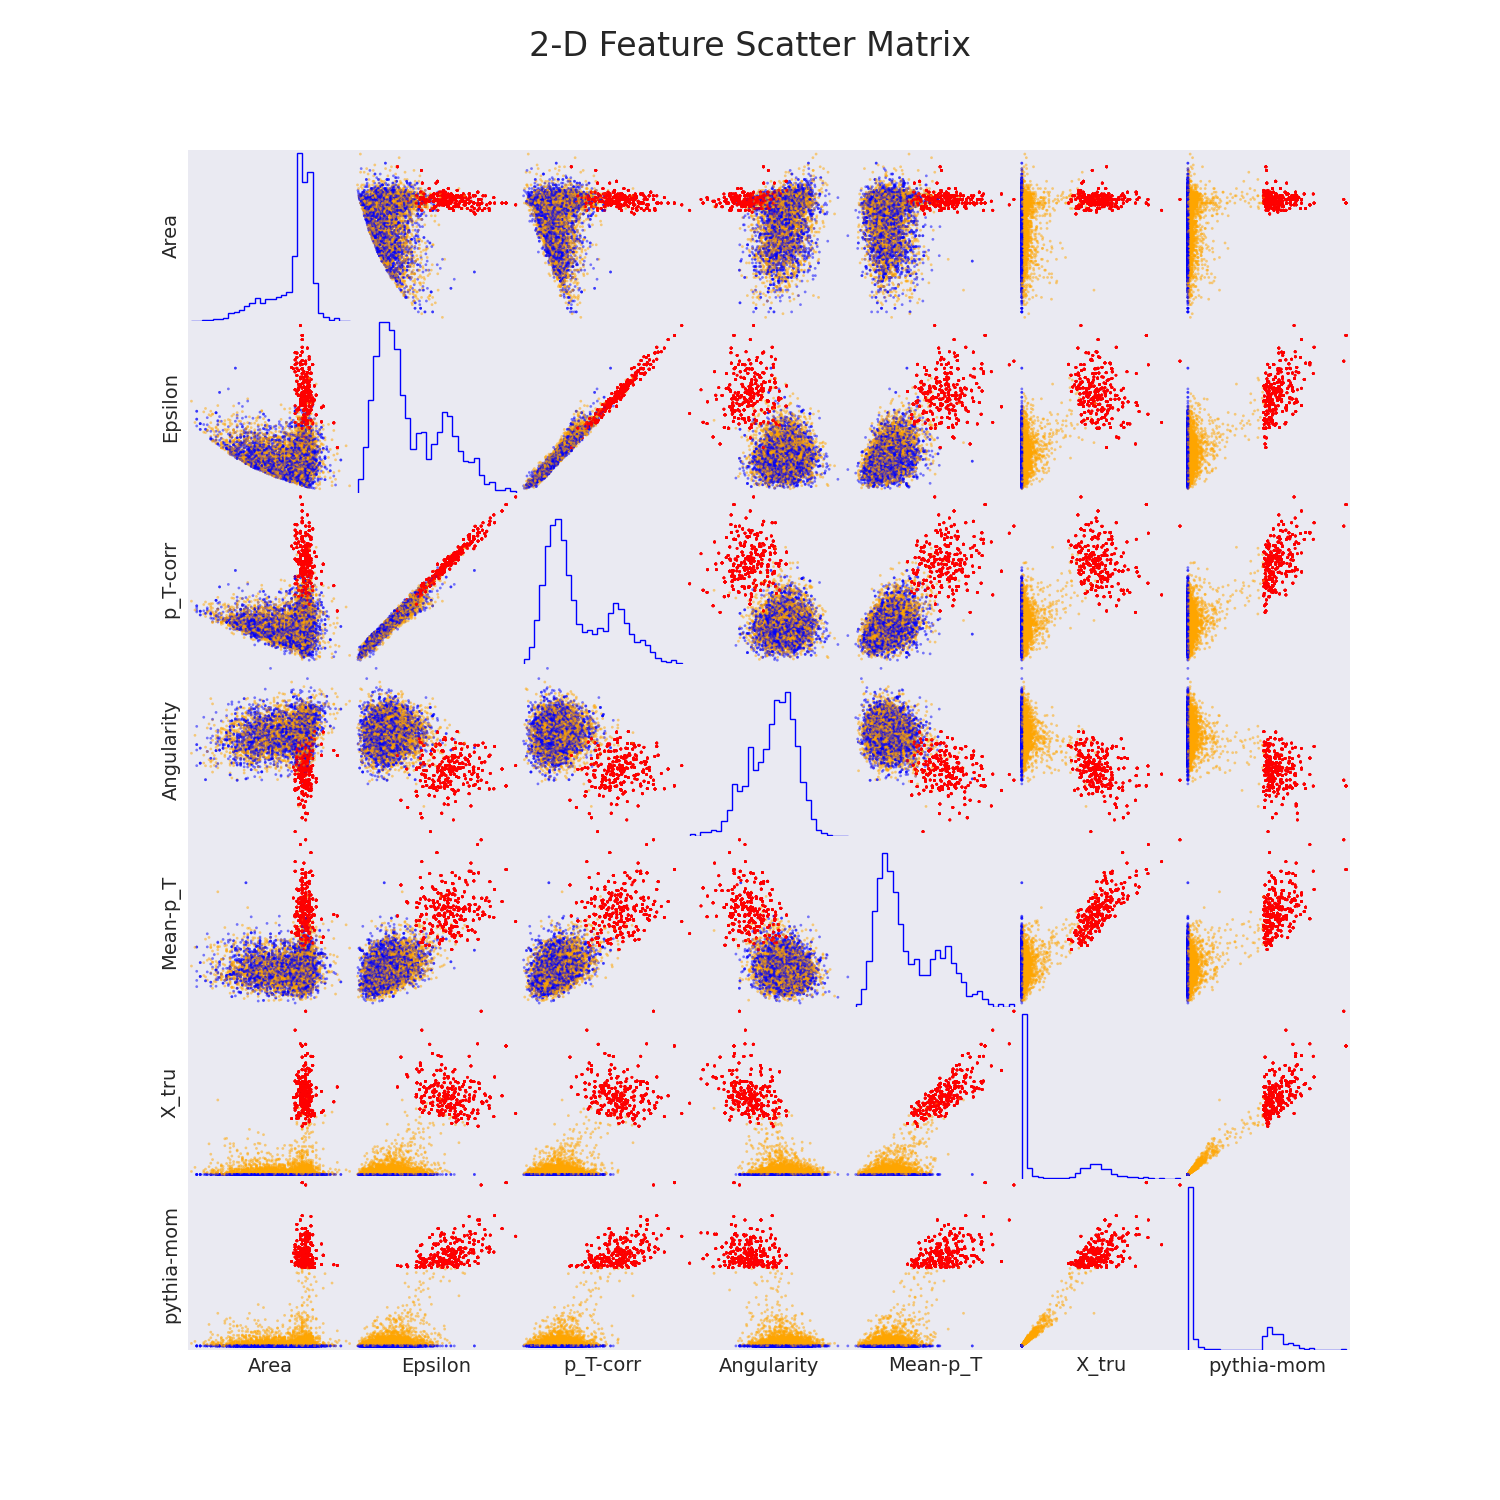 2-D Feature Scatter Matrix
Area
Epsilon
p_T-corr
Angularity
Mean-p_T
X_tru
pythia-mom
Area
Epsilon
p_T-corr
Angularity
Mean-p_T
X_tru
pythia-mom